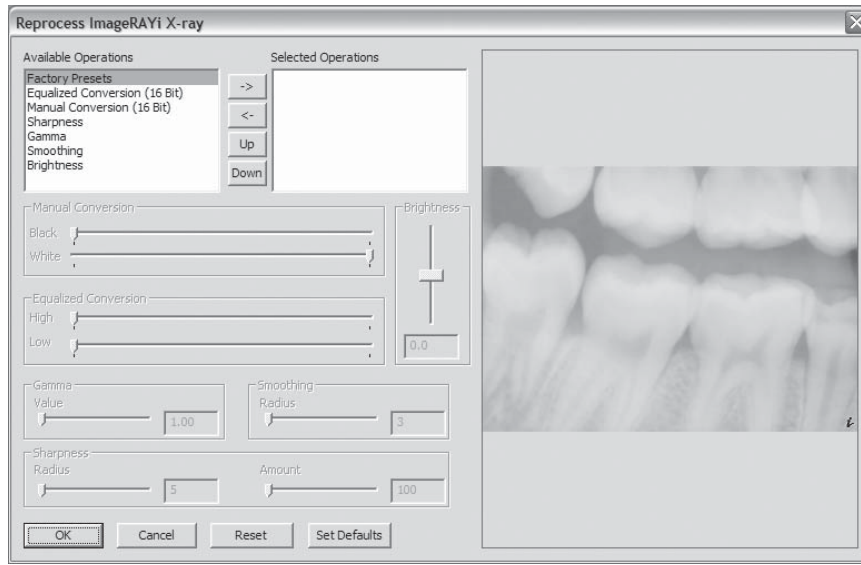 Reprocess ImageRAYi X-ray
Available Operations
Selected Operations
Factory Presets
Equalized Conversion (16 Bit)
Manual Conversion (16 Bit)
Sharpness
Gamma
Smoothing
Brightness
->
<-
Up
Down
Manual Conversion
Black
White
Brightness
0.0
Equalized Conversion
High
Low
Gamma
Value
1.00
Smoothing
Radius
3
Sharpness
Radius
5
Amount
100
OK
Cancel
Reset
Set Defaults
i